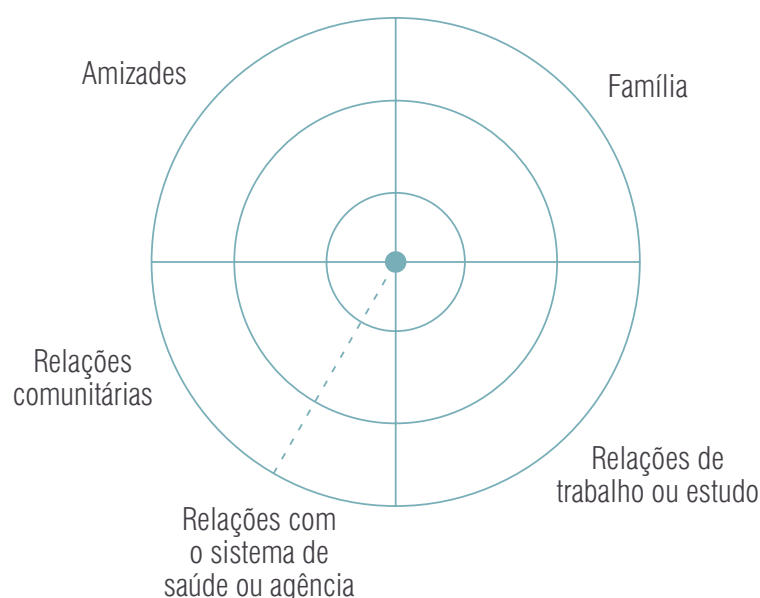 Amizades
Família
Relações
comunitárias
Relações de
trabalho ou estudo
Relações com
o sistema de
saúde ou agência